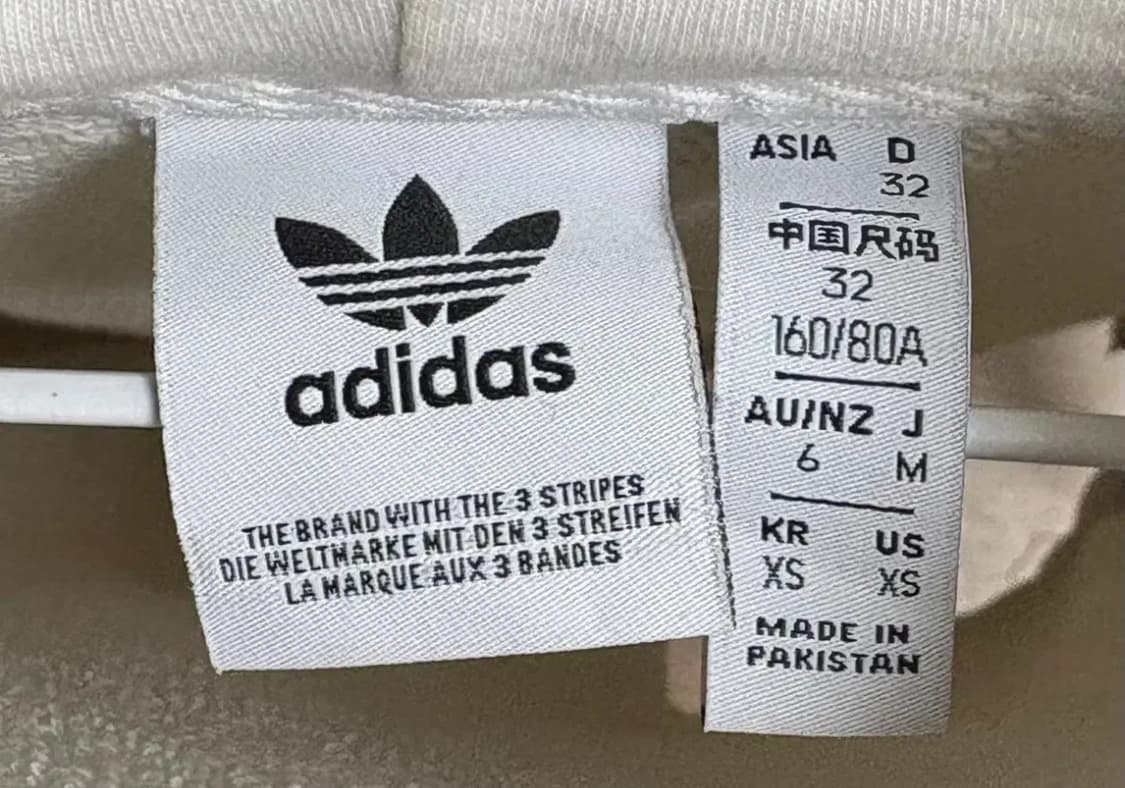 adidas
THE BRAND WITH THE 3 STRIPES
DIE WELTMARKE MIT DEN 3 STREIFEN
LA MARQUE AUX 3 BANDES
ASIA D
32
中国尺码
32
160/80A
AU/NZ J
6 M
KR US
XS XS
MADE IN
PAKISTAN